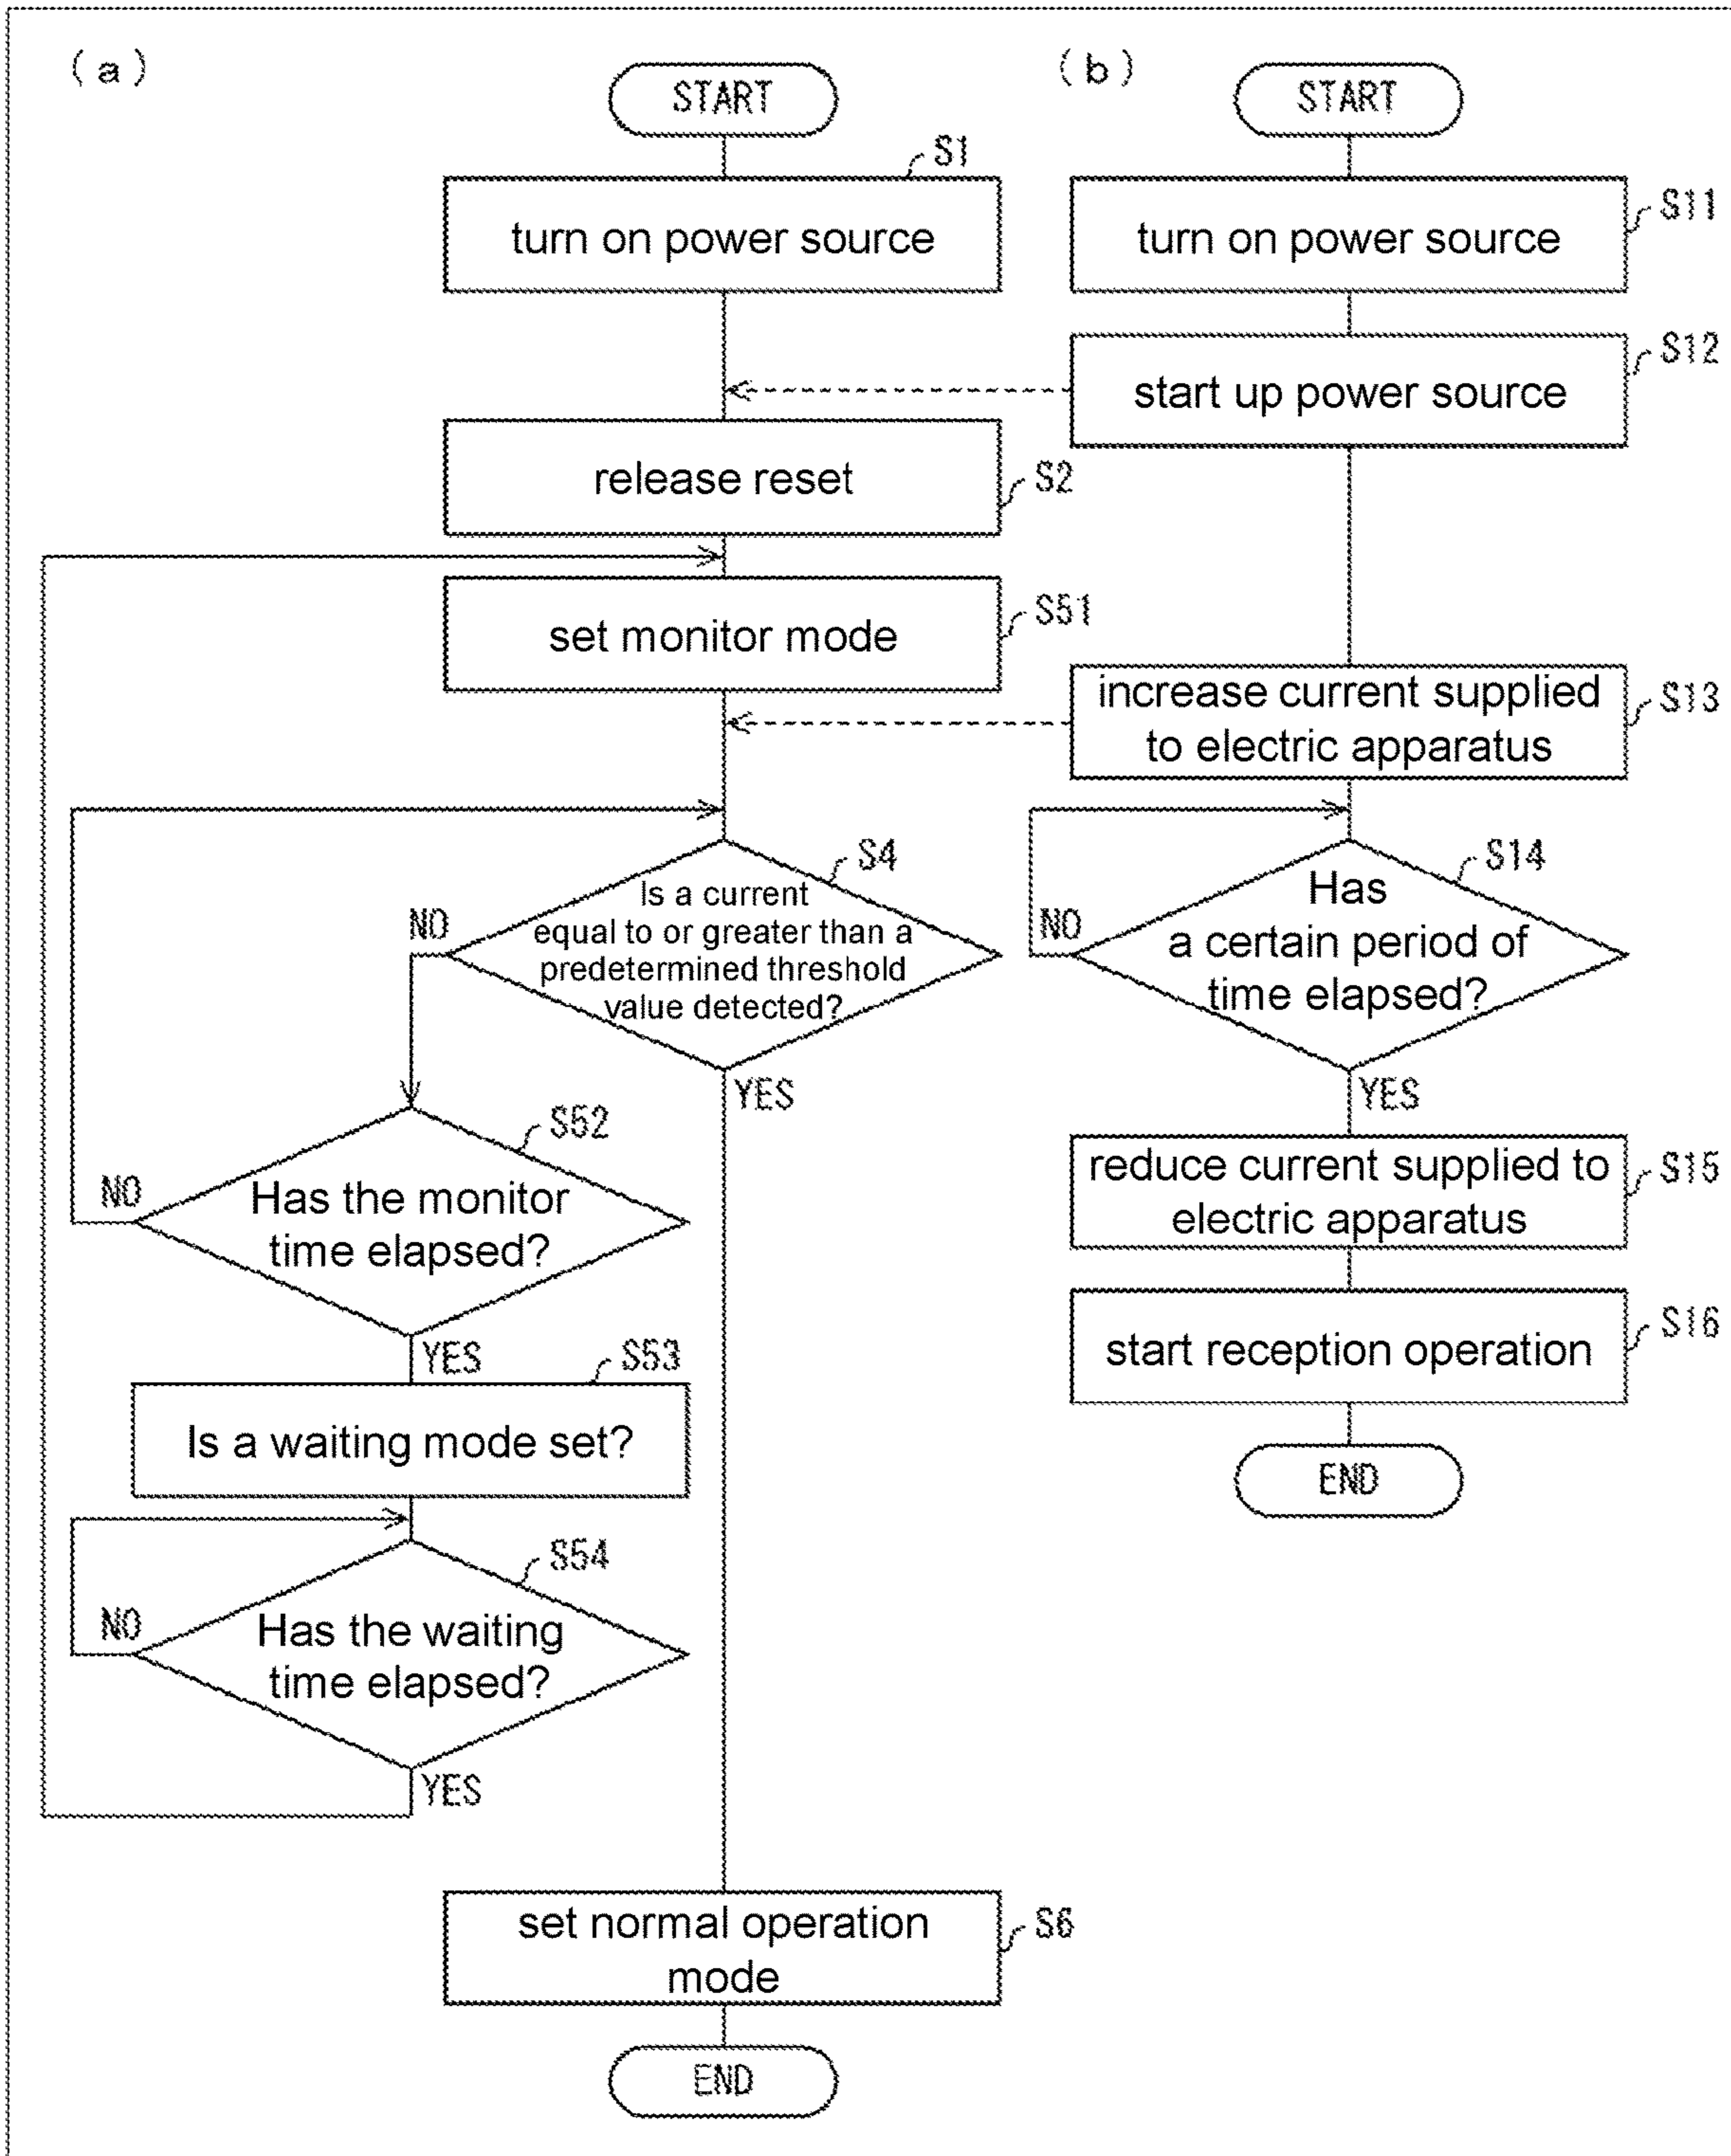 (a)
START
S1
turn on power source
release reset
S2
set monitor mode
S51
S4
Is a current
equal to or greater than a
predetermined threshold
value detected?
NO
YES
S52
Has the monitor
time elapsed?
NO
YES
S53
Is a waiting mode set?
S54
Has the waiting
time elapsed?
NO
YES
set normal operation
mode
S6
END
(b)
START
turn on power source
S11
start up power source
S12
increase current supplied
to electric apparatus
S13
S14
Has
a certain period of
time elapsed?
NO
YES
reduce current supplied to
electric apparatus
S15
start reception operation
S16
END